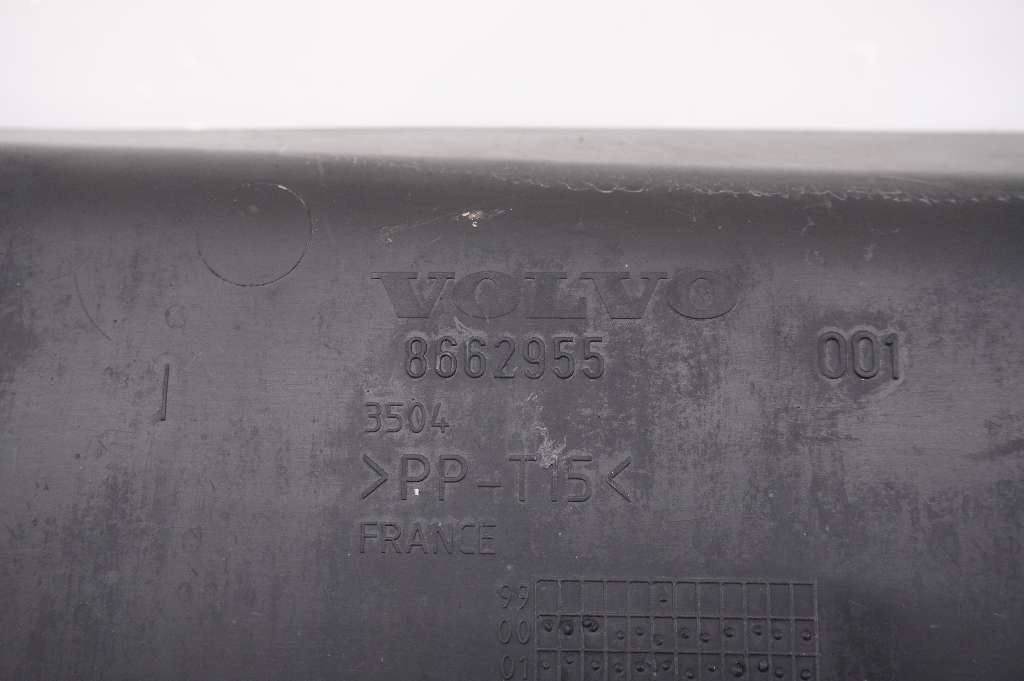 VOLVO
8662955 001
3504
>PP-T15<
FRANCE
99
00
01